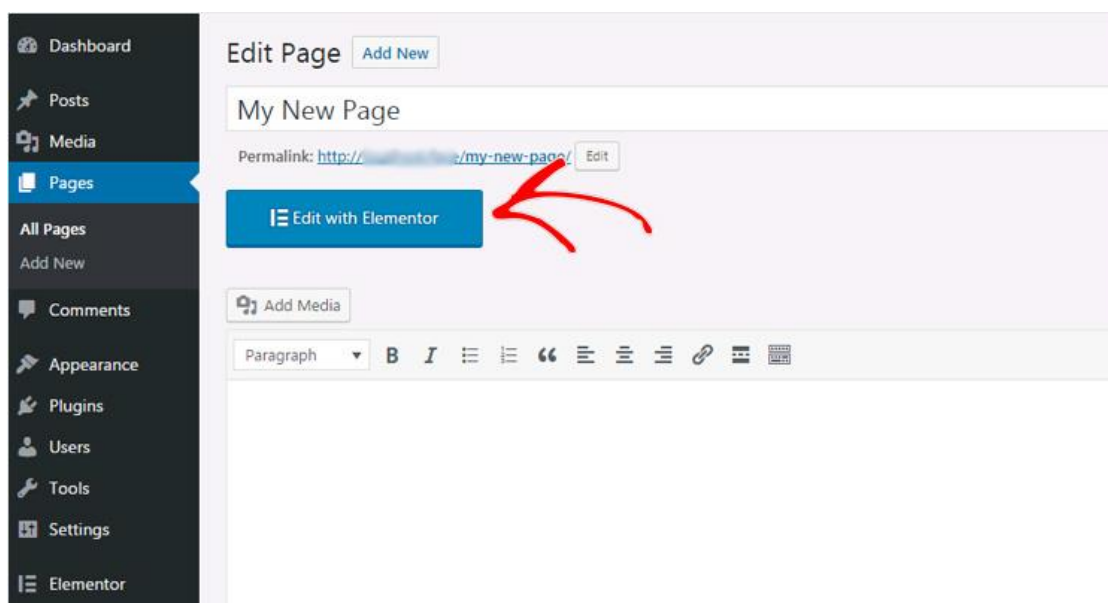 Dashboard
Posts
Media
Pages
All Pages
Add New
Comments
Appearance
Plugins
Users
Tools
Settings
Elementor
Edit Page Add New
My New Page
Permalink: http:// /my-new-page/ Edit
Edit with Elementor
Add Media
Paragraph B I